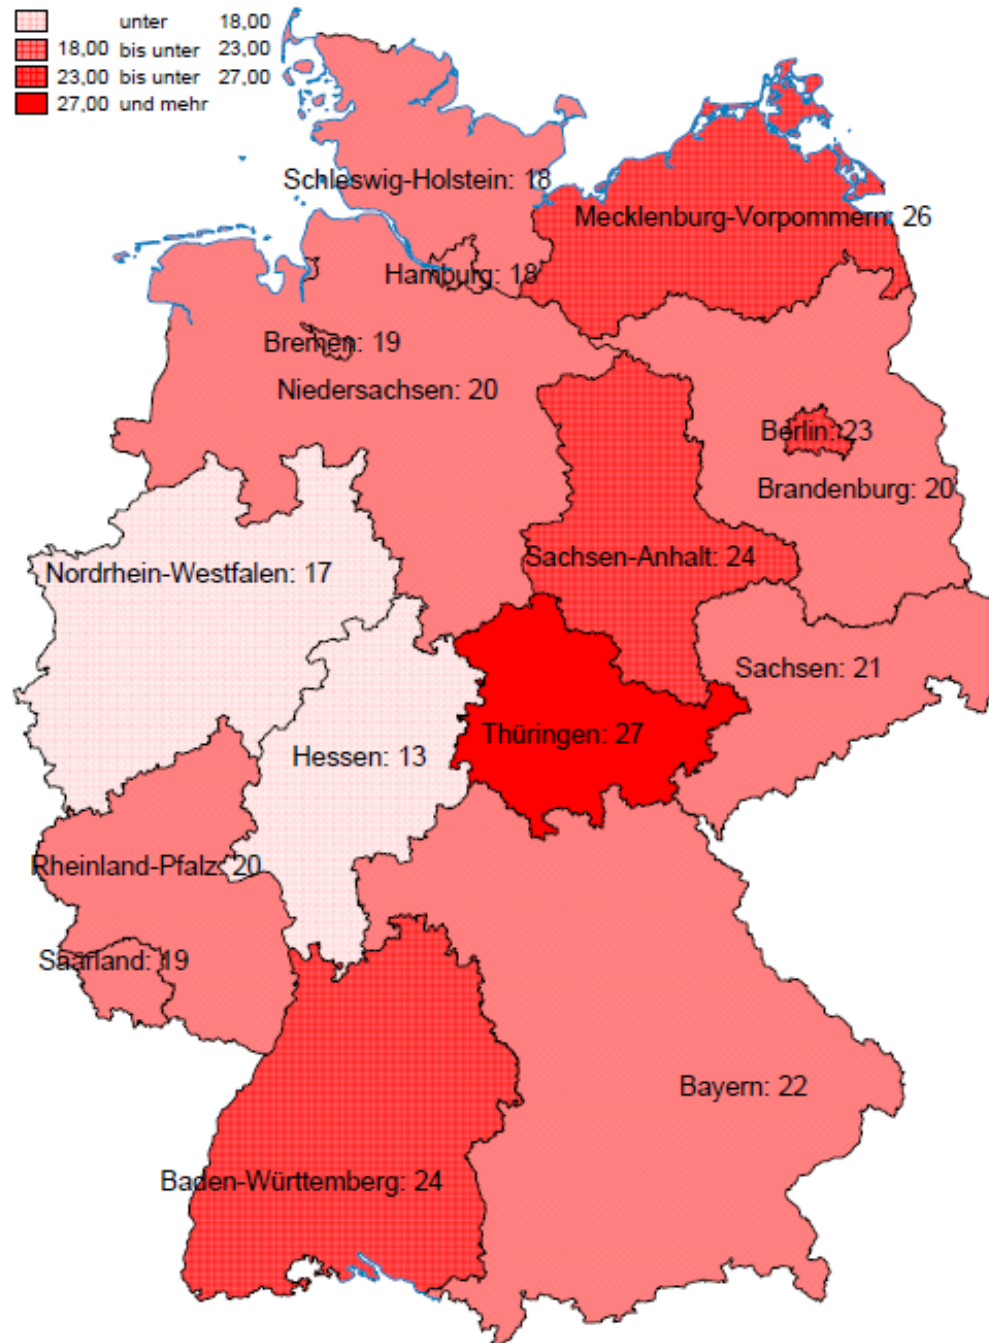 unter 18,00
18,00 bis unter 23,00
23,00 bis unter 27,00
27,00 und mehr
Schleswig-Holstein: 18
Mecklenburg-Vorpommern: 26
Hamburg: 18
Bremen: 19
Niedersachsen: 20
Berlin: 23
Brandenburg: 20
Sachsen-Anhalt: 24
Nordrhein-Westfalen: 17
Sachsen: 21
Thüringen: 27
Hessen: 13
Rheinland-Pfalz: 20
Saarland: 19
Bayern: 22
Baden-Württemberg: 24